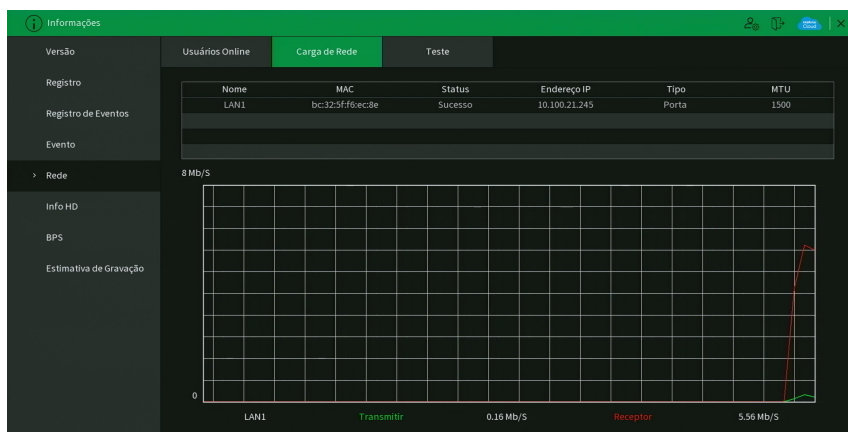 Informações
Cloud
Versão
Registro
Registro de Eventos
Evento
Rede
Info HD
BPS
Estimativa de Gravação
Usuários Online Carga de Rede Teste
Nome MAC Status Endereço IP Tipo MTU
LAN1 bc:32:5f:f6:ec:8e Sucesso 10.100.21.245 Porta 1500
8 Mb/S
0
LAN1 Transmitir 0.16 Mb/S Receptor 5.56 Mb/S